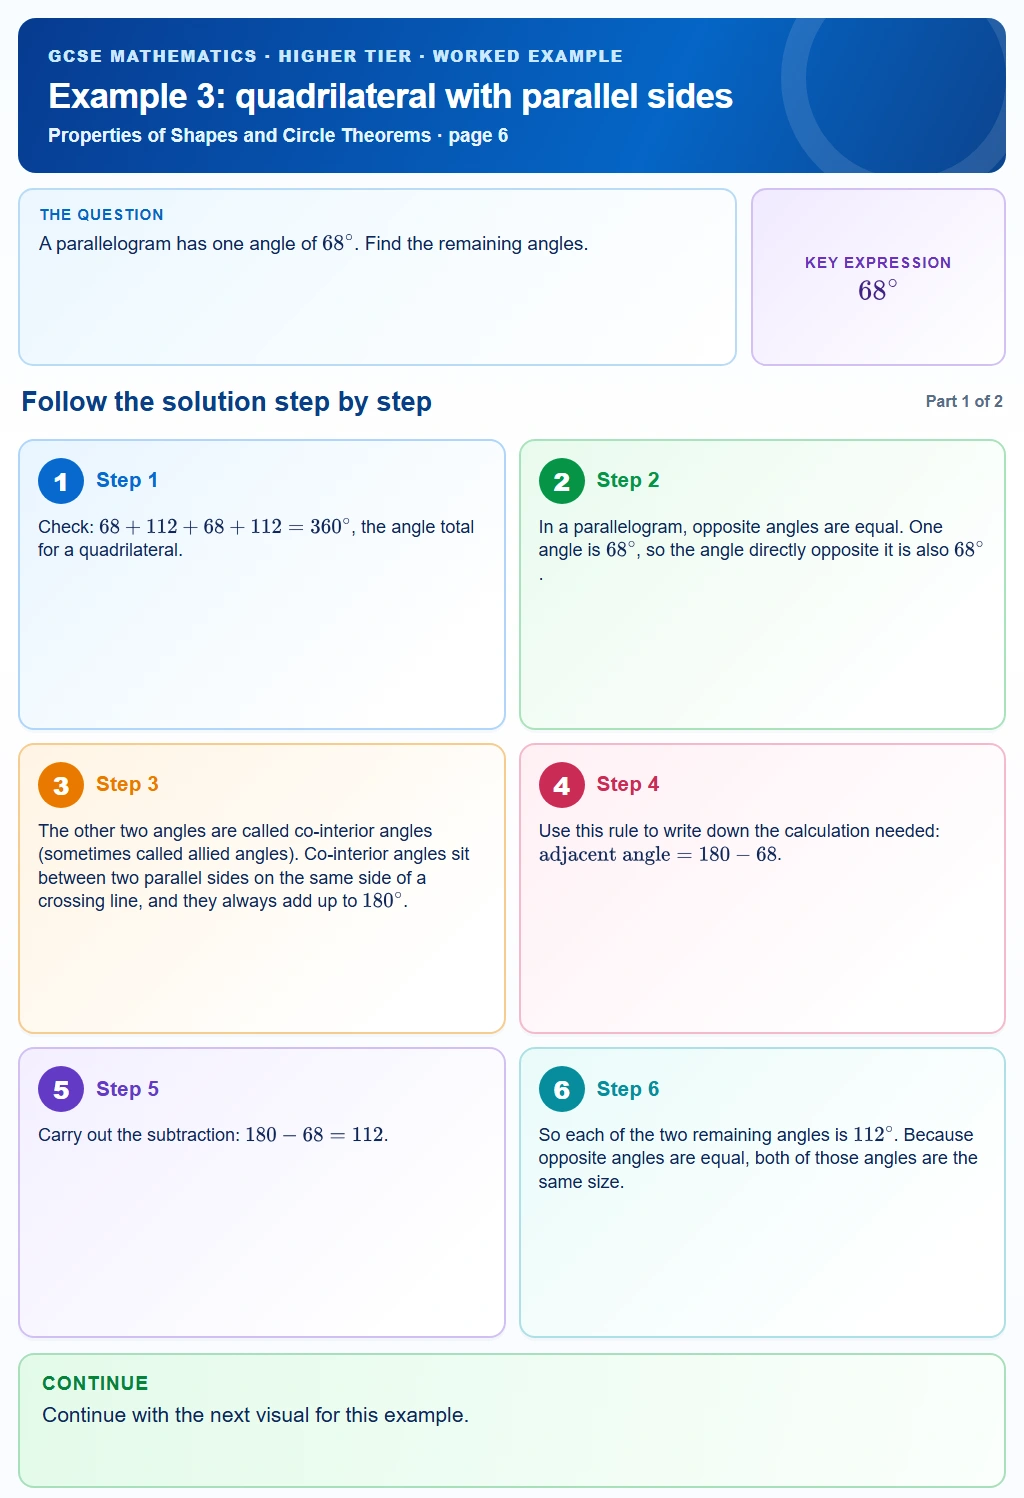 GCSE MATHEMATICS · HIGHER TIER · WORKED EXAMPLE
Example 3: quadrilateral with parallel sides
Properties of Shapes and Circle Theorems · page 6
THE QUESTION
A parallelogram has one angle of 68°. Find the remaining angles.
KEY EXPRESSION
68°
Follow the solution step by step
Part 1 of 2
1 Step 1
Check: 68 + 112 + 68 + 112 = 360°, the angle total
for a quadrilateral.
2 Step 2
In a parallelogram, opposite angles are equal. One
angle is 68°, so the angle directly opposite it is also 68°
.
3 Step 3
The other two angles are called co-interior angles
(sometimes called allied angles). Co-interior angles sit
between two parallel sides on the same side of a
crossing line, and they always add up to 180°.
4 Step 4
Use this rule to write down the calculation needed:
adjacent angle = 180 − 68.
5 Step 5
Carry out the subtraction: 180 − 68 = 112.
6 Step 6
So each of the two remaining angles is 112°. Because
opposite angles are equal, both of those angles are the
same size.
CONTINUE
Continue with the next visual for this example.